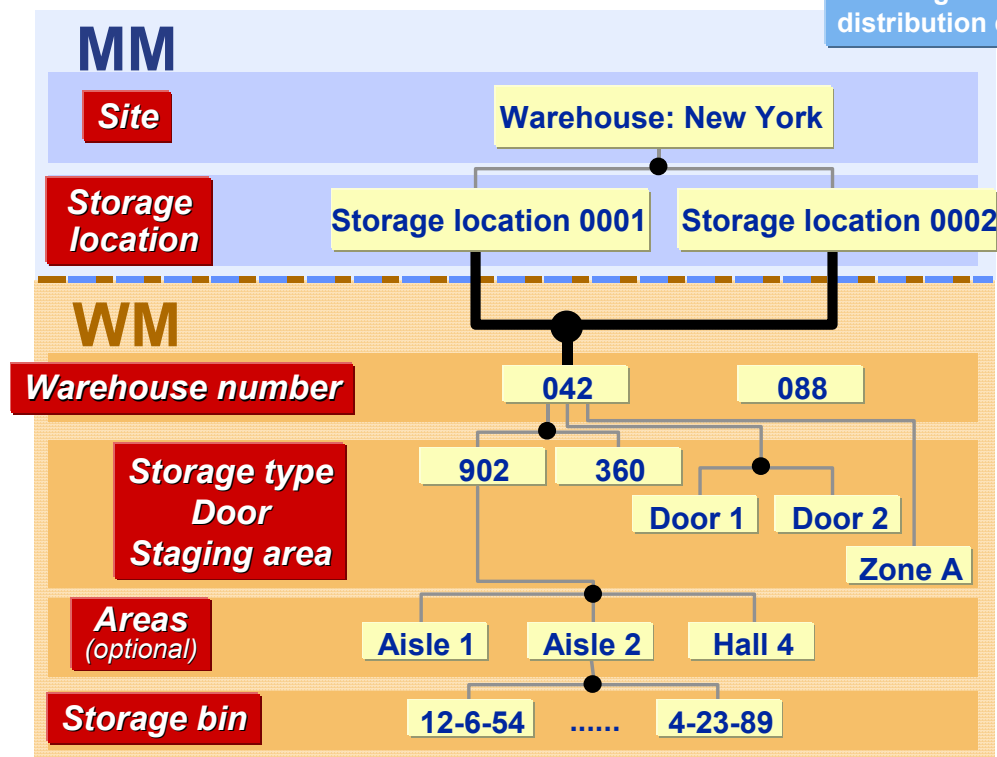 distribution
MM
Site
Warehouse: New York
Storage
location
Storage location 0001
Storage location 0002
WM
Warehouse number
042
088
Storage type
Door
Staging area
902
360
Door 1
Door 2
Zone A
Areas
(optional)
Aisle 1
Aisle 2
Hall 4
Storage bin
12-6-54
......
4-23-89